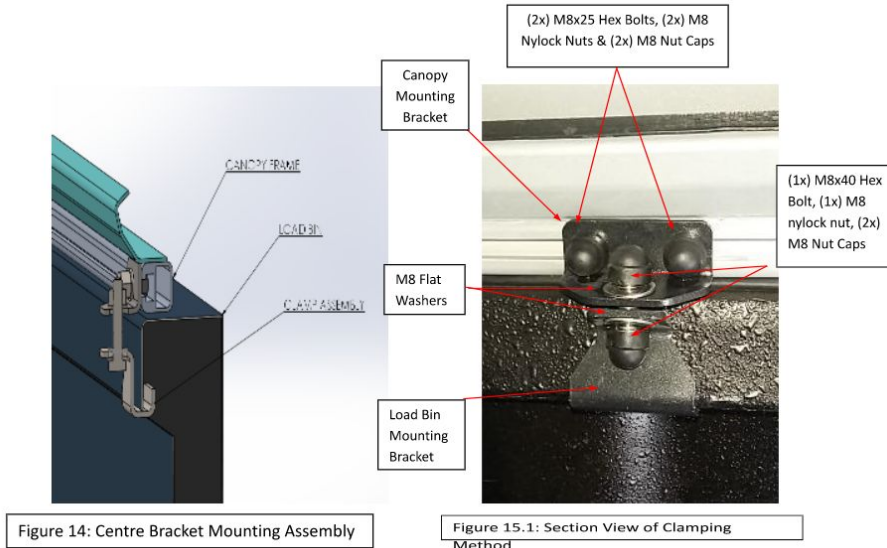 (2x) M8x25 Hex Bolts, (2x) M8
Nylock Nuts & (2x) M8 Nut Caps
Canopy
Mounting
Bracket
CANOPY FRAME
LOAD BIN
CLAMP ASSEMBLY
(1x) M8x40 Hex
Bolt, (1x) M8
nylock nut, (2x)
M8 Nut Caps
M8 Flat
Washers
Load Bin
Mounting
Bracket
Figure 14: Centre Bracket Mounting Assembly
Figure 15.1: Section View of Clamping
Method